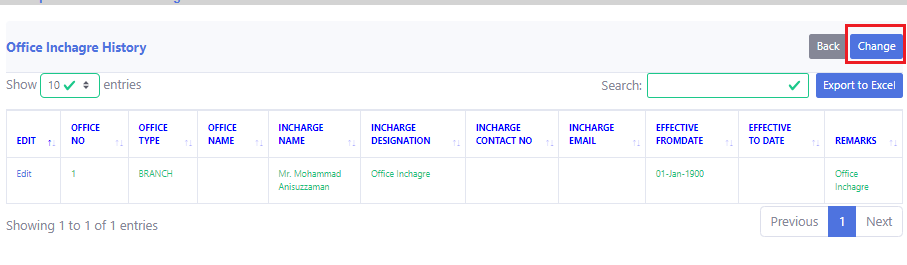 Office Inchagre History
Back Change
Show 10 entries Search: Export to Excel
EDIT OFFICE NO OFFICE TYPE OFFICE NAME INCHARGE NAME INCHARGE DESIGNATION INCHARGE CONTACT NO INCHARGE EMAIL EFFECTIVE FROMDATE EFFECTIVE TO DATE REMARKS
Edit 1 BRANCH Mr. Mohammad Anisuzzaman Office Inchagre 01-Jan-1900 Office Inchagre
Showing 1 to 1 of 1 entries
Previous 1 Next